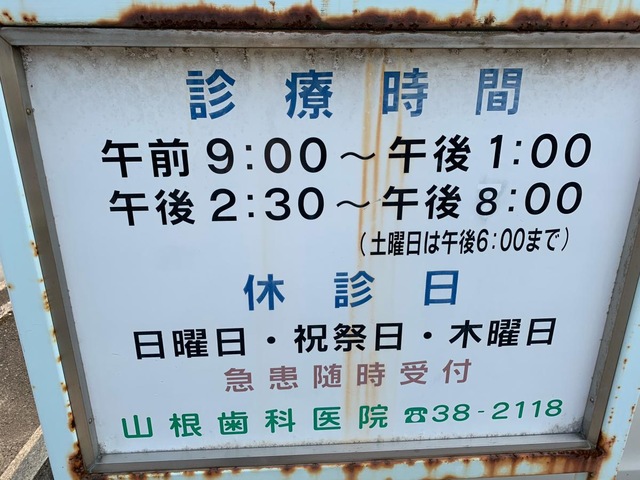 診療時間
午前9:00～午後1:00
午後2:30～午後8:00
(土曜日は午後6:00まで)
休診日
日曜日・祝祭日・木曜日
急患随時受付
山根歯科医院☎38-2118